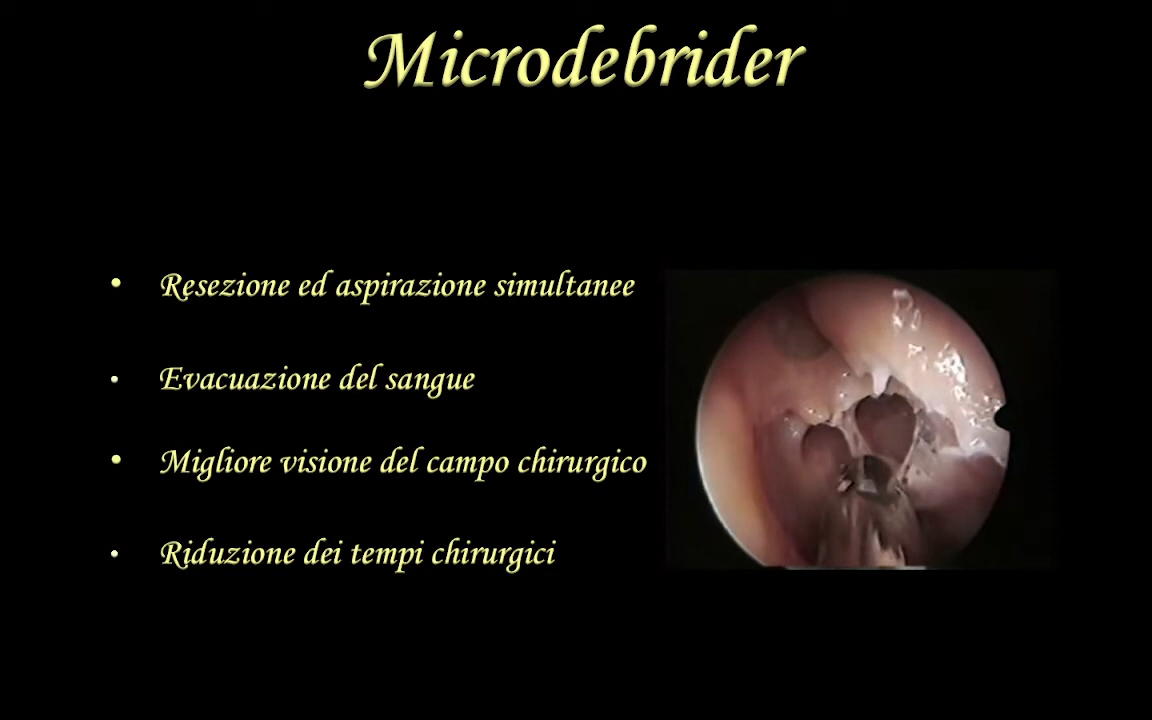 Microdebrider
• Resezione ed aspirazione simultanee
• Evacuazione del sangue
• Migliore visione del campo chirurgico
• Riduzione dei tempi chirurgici